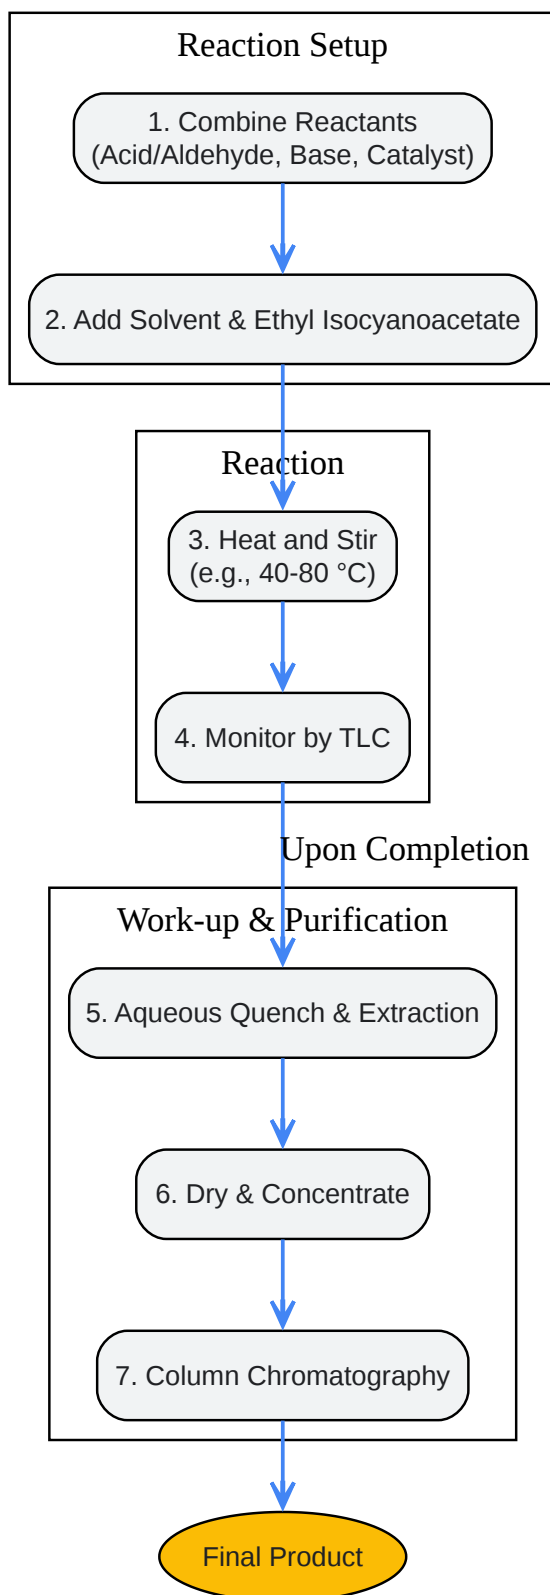 Reaction Setup
1. Combine Reactants
(Acid/Aldehyde, Base, Catalyst)
2. Add Solvent & Ethyl Isocyanoacetate
Reaction
3. Heat and Stir
(e.g., 40-80 °C)
4. Monitor by TLC
Upon Completion
Work-up & Purification
5. Aqueous Quench & Extraction
6. Dry & Concentrate
7. Column Chromatography
Final Product